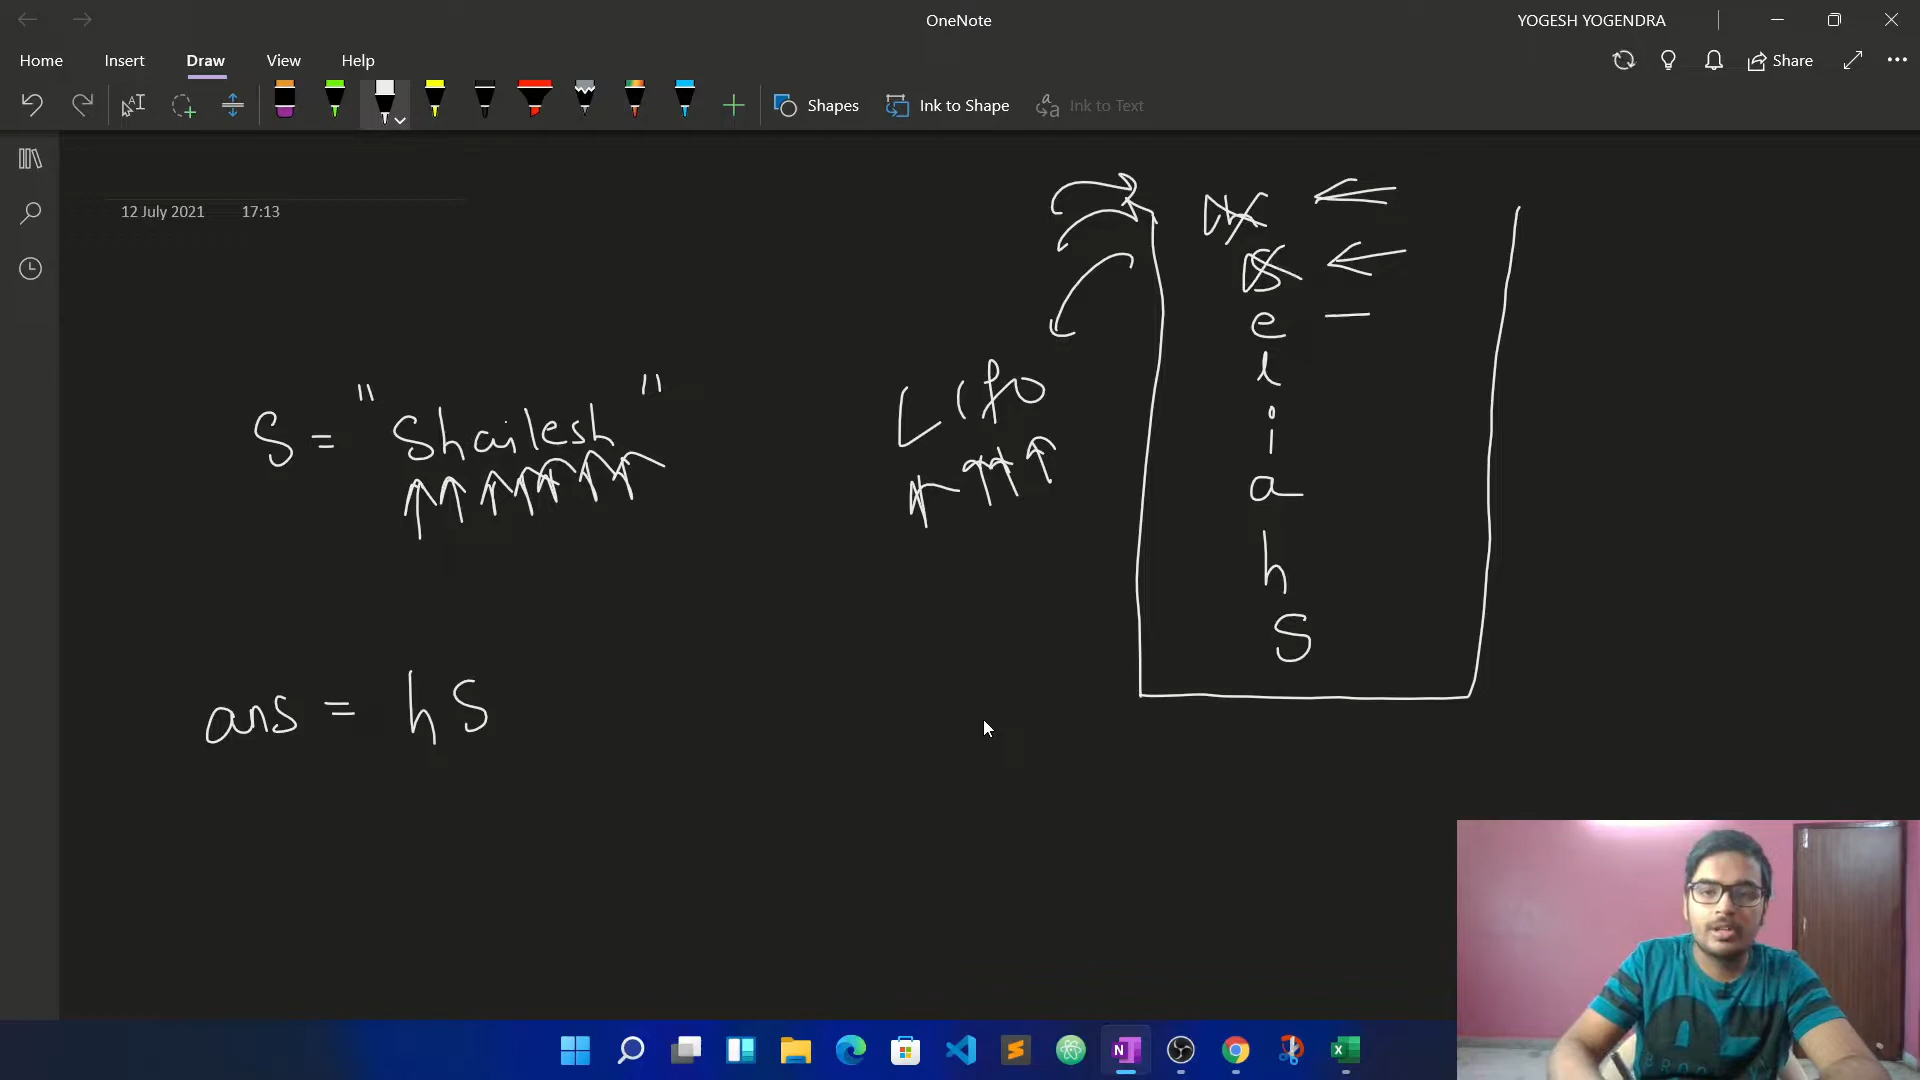 OneNote
YOGESH YOGENDRA
Home Insert Draw View Help
Share
Shapes Ink to Shape Ink to Text
12 July 2021 17:13
S = "Shailesh"
LIFO
h
S
e
l
i
a
h
S
ans = hS